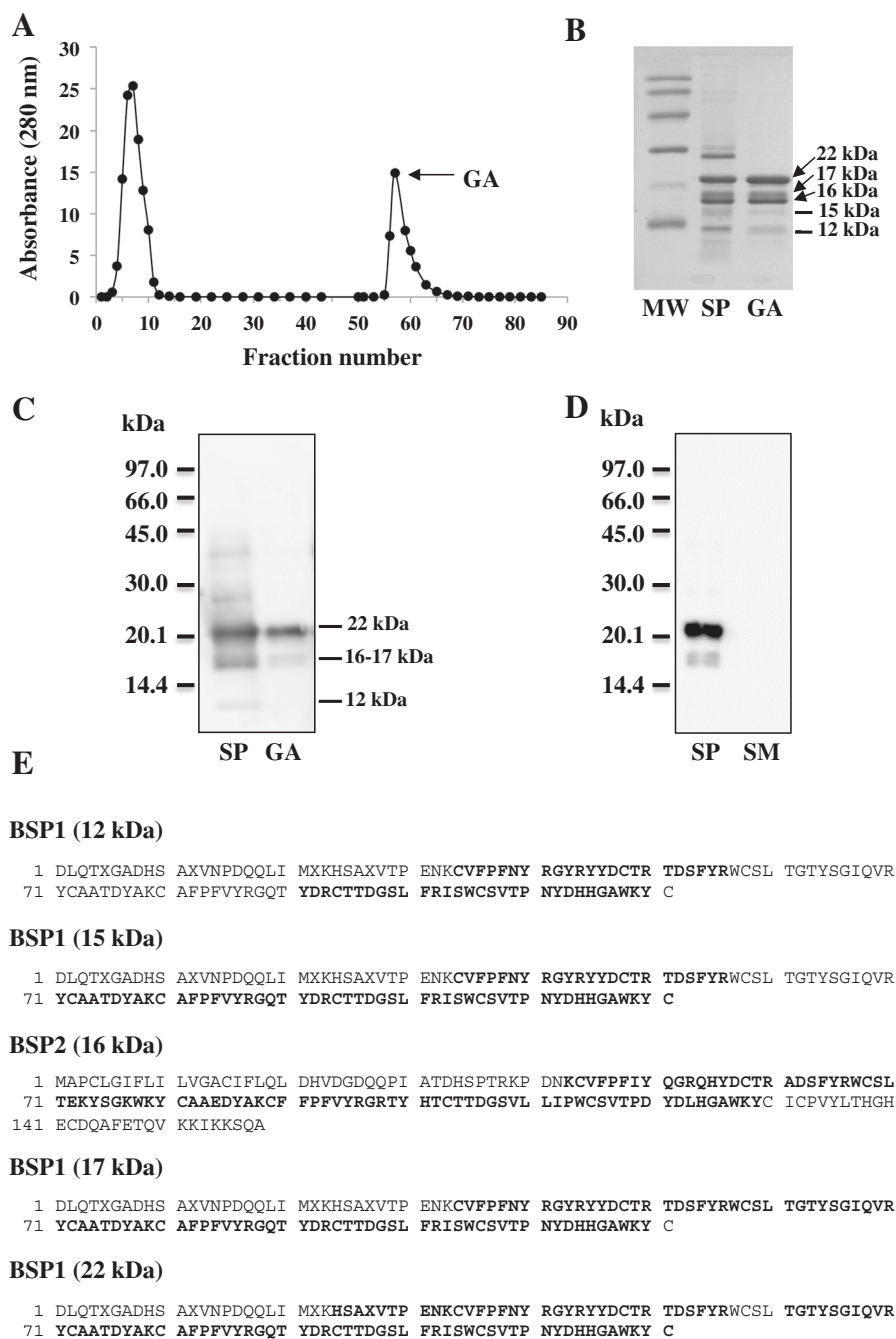 A
30
25
20
15
10
5
0
Absorbance (280 nm)
GA
0 10 20 30 40 50 60 70 80 90
Fraction number
B
22 kDa
17 kDa
16 kDa
15 kDa
12 kDa
MW SP GA
C
kDa
97.0
66.0
45.0
30.0
20.1
14.4
22 kDa
16-17 kDa
12 kDa
SP GA
D
kDa
97.0
66.0
45.0
30.0
20.1
14.4
SP SM
E
BSP1 (12 kDa)
1 DLQTXGADHS AXVNPDQQLI MXKHSAXVTP ENKCVFPFNY RGYRYYDCTR TDSFYRWCSL TGTYSGIQVR
71 YCAATDYAKC AFPFVYRGQT YDRCTTDGSL FRISWCSVTP NYDHHGAWKY C
BSP1 (15 kDa)
1 DLQTXGADHS AXVNPDQQLI MXKHSAXVTP ENKCVFPFNY RGYRYYDCTR TDSFYRWCSL TGTYSGIQVR
71 YCAATDYAKC AFPFVYRGQT YDRCTTDGSL FRISWCSVTP NYDHHGAWKY C
BSP2 (16 kDa)
1 MAPCLGIFLI LVGACIFLQL DHVDGDQQPI ATDHSPTRKP DNKCVFPFIY QGRQHYDCTR ADSFYRWCSL
71 TEKYSGKWKY CAAEDYAKCF FPFVYRGRTY HTCTTDGSVL LIPWCSVTPD YDLHGAWKYC ICPVYLTHGH
141 ECDQAFETQV KKIKKSQA
BSP1 (17 kDa)
1 DLQTXGADHS AXVNPDQQLI MXKHSAXVTP ENKCVFPFNY RGYRYYDCTR TDSFYRWCSL TGTYSGIQVR
71 YCAATDYAKC AFPFVYRGQT YDRCTTDGSL FRISWCSVTP NYDHHGAWKY C
BSP1 (22 kDa)
1 DLQTXGADHS AXVNPDQQLI MXKHSAXVTP ENKCVFPFNY RGYRYYDCTR TDSFYRWCSL TGTYSGIQVR
71 YCAATDYAKC AFPFVYRGQT YDRCTTDGSL FRISWCSVTP NYDHHGAWKY C